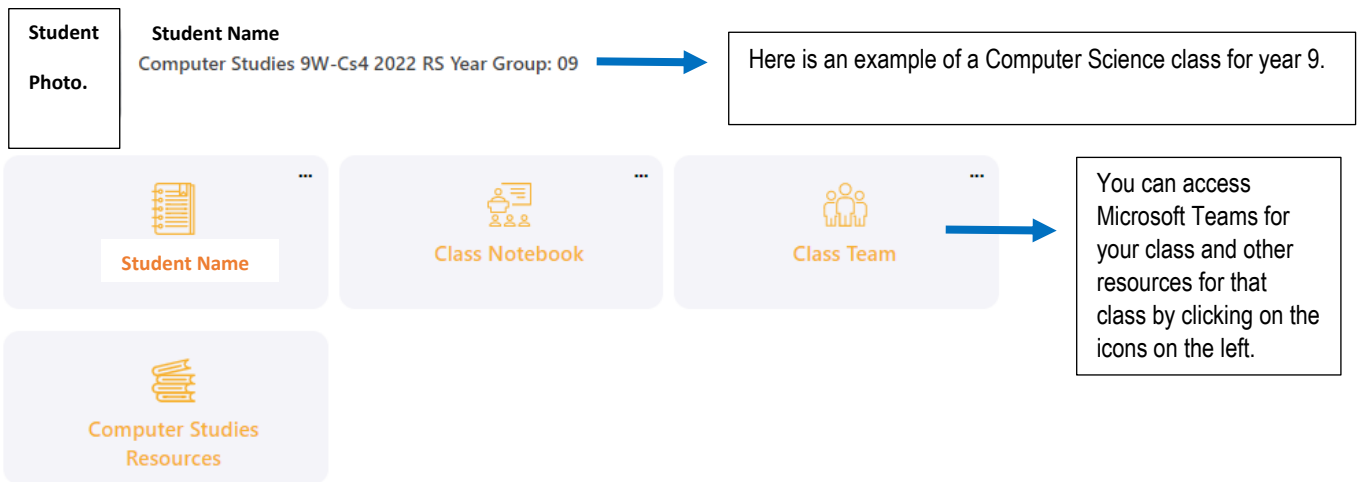 Student
Photo.
Student Name
Computer Studies 9W-Cs4 2022 RS Year Group: 09
Here is an example of a Computer Science class for year 9.
...
Student Name
...
Class Notebook
...
Class Team
You can access
Microsoft Teams for
your class and other
resources for that
class by clicking on the
icons on the left.
Computer Studies
Resources